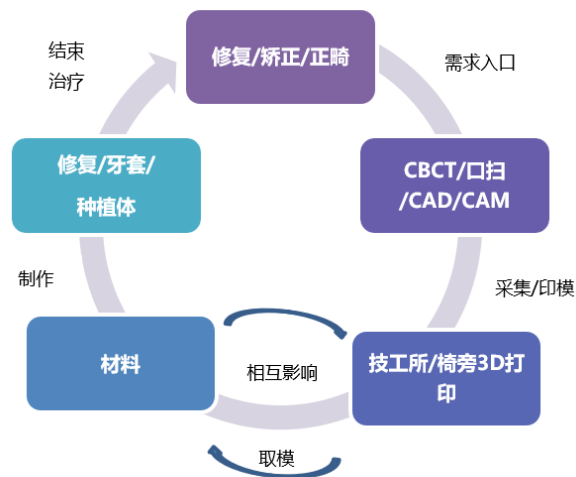 修复/矫正/正畸
结束
治疗
需求入口
修复/牙套/
种植体
CBCT/口扫
/CAD/CAM
制作
采集/印模
材料
相互影响
技工所/椅旁3D打
印
取模